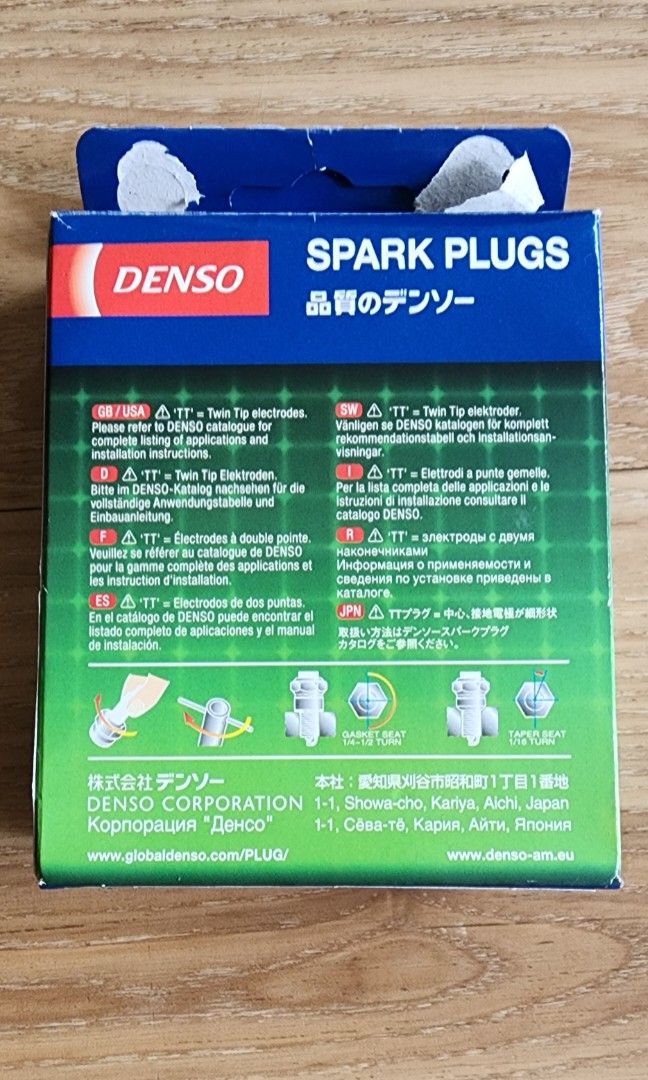 DENSO
SPARK PLUGS
品質のデンソー
GB / USA ⚠ 'TT' = Twin Tip electrodes.
Please refer to DENSO catalogue for
complete listing of applications and
installation instructions.
D ⚠ 'TT' = Twin Tip Elektroden.
Bitte im DENSO-Katalog nachsehen für die
vollständige Anwendungstabelle und
Einbauanleitung.
F ⚠ 'TT' = Électrodes à double pointe.
Veuillez se référer au catalogue de DENSO
pour la gamme complète des applications et
les instruction d'installation.
ES ⚠ 'TT' = Electrodos de dos puntas.
En el catálogo de DENSO puede encontrar el
listado completo de aplicaciones y el manual
de instalación.
SW ⚠ 'TT' = Twin Tip elektroder.
Vänligen se DENSO katalogen för komplett
rekommendationstabell och installationsan-
visningar.
I ⚠ 'TT' = Elettrodi a punte gemelle.
Per la lista completa delle applicazioni e le
istruzioni di installazione consultare il
catalogo DENSO.
R ⚠ 'TT' = электроды с двумя
наконечниками
Информация о применяемости и
сведения по установке приведены в
каталоге.
JPN ⚠ TTプラグ = 中心、接地電極が細形状
取扱い方法はデンソースパークプラグ
カタログをご参照ください。
GASKET SEAT
1/4~1/2 TURN
TAPER SEAT
1/16 TURN
株式会社 デンソー
DENSO CORPORATION
Корпорация "Денсо"
本社：愛知県刈谷市昭和町1丁目1番地
1-1, Showa-cho, Kariya, Aichi, Japan
1-1, Сёва-тё, Кария, Айти, Япония
www.globaldenso.com/PLUG/
www.denso-am.eu